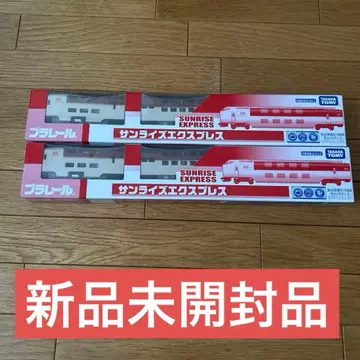 SUNRISE
EXPRESS
TAKARA
TOMY
プラレール
サンライズエクスプレス
SUNRISE
EXPRESS
TAKARA
TOMY
プラレール
サンライズエクスプレス
新品未開封品